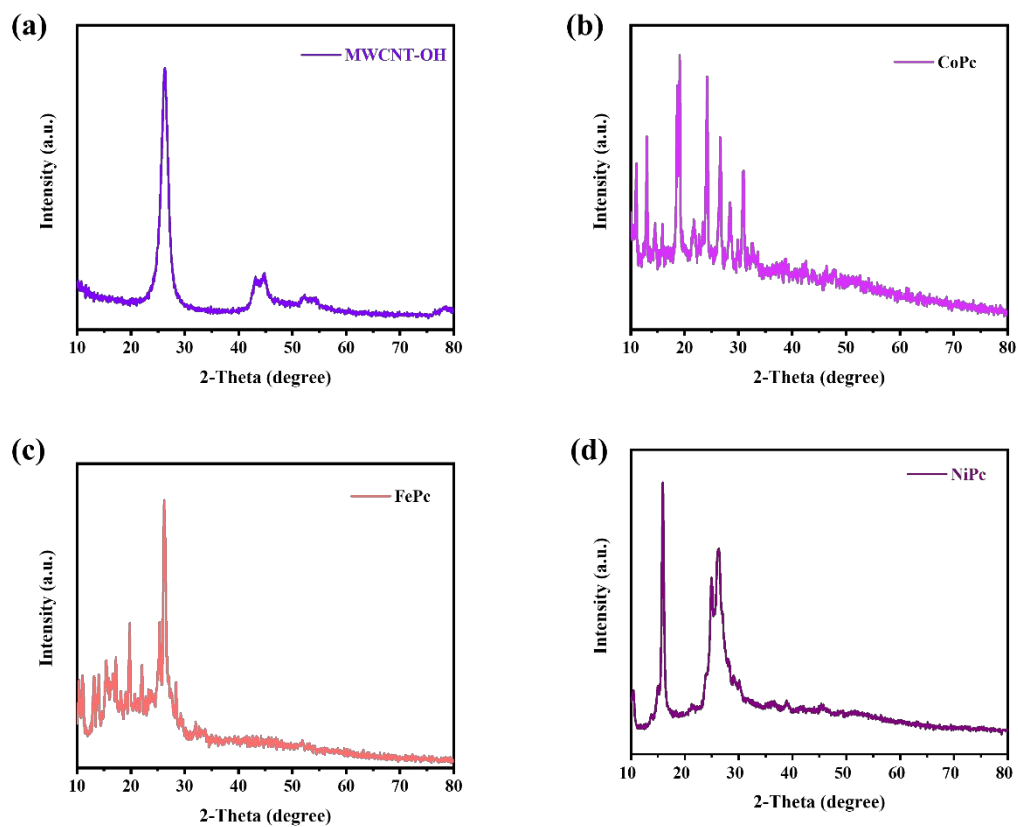 (a)
MWCNT-OH
Intensity (a.u.)
10 20 30 40 50 60 70 80
2-Theta (degree)
(b)
CoPc
Intensity (a.u.)
10 20 30 40 50 60 70 80
2-Theta (degree)
(c)
FePc
Intensity (a.u.)
10 20 30 40 50 60 70 80
2-Theta (degree)
(d)
NiPc
Intensity (a.u.)
10 20 30 40 50 60 70 80
2-Theta (degree)